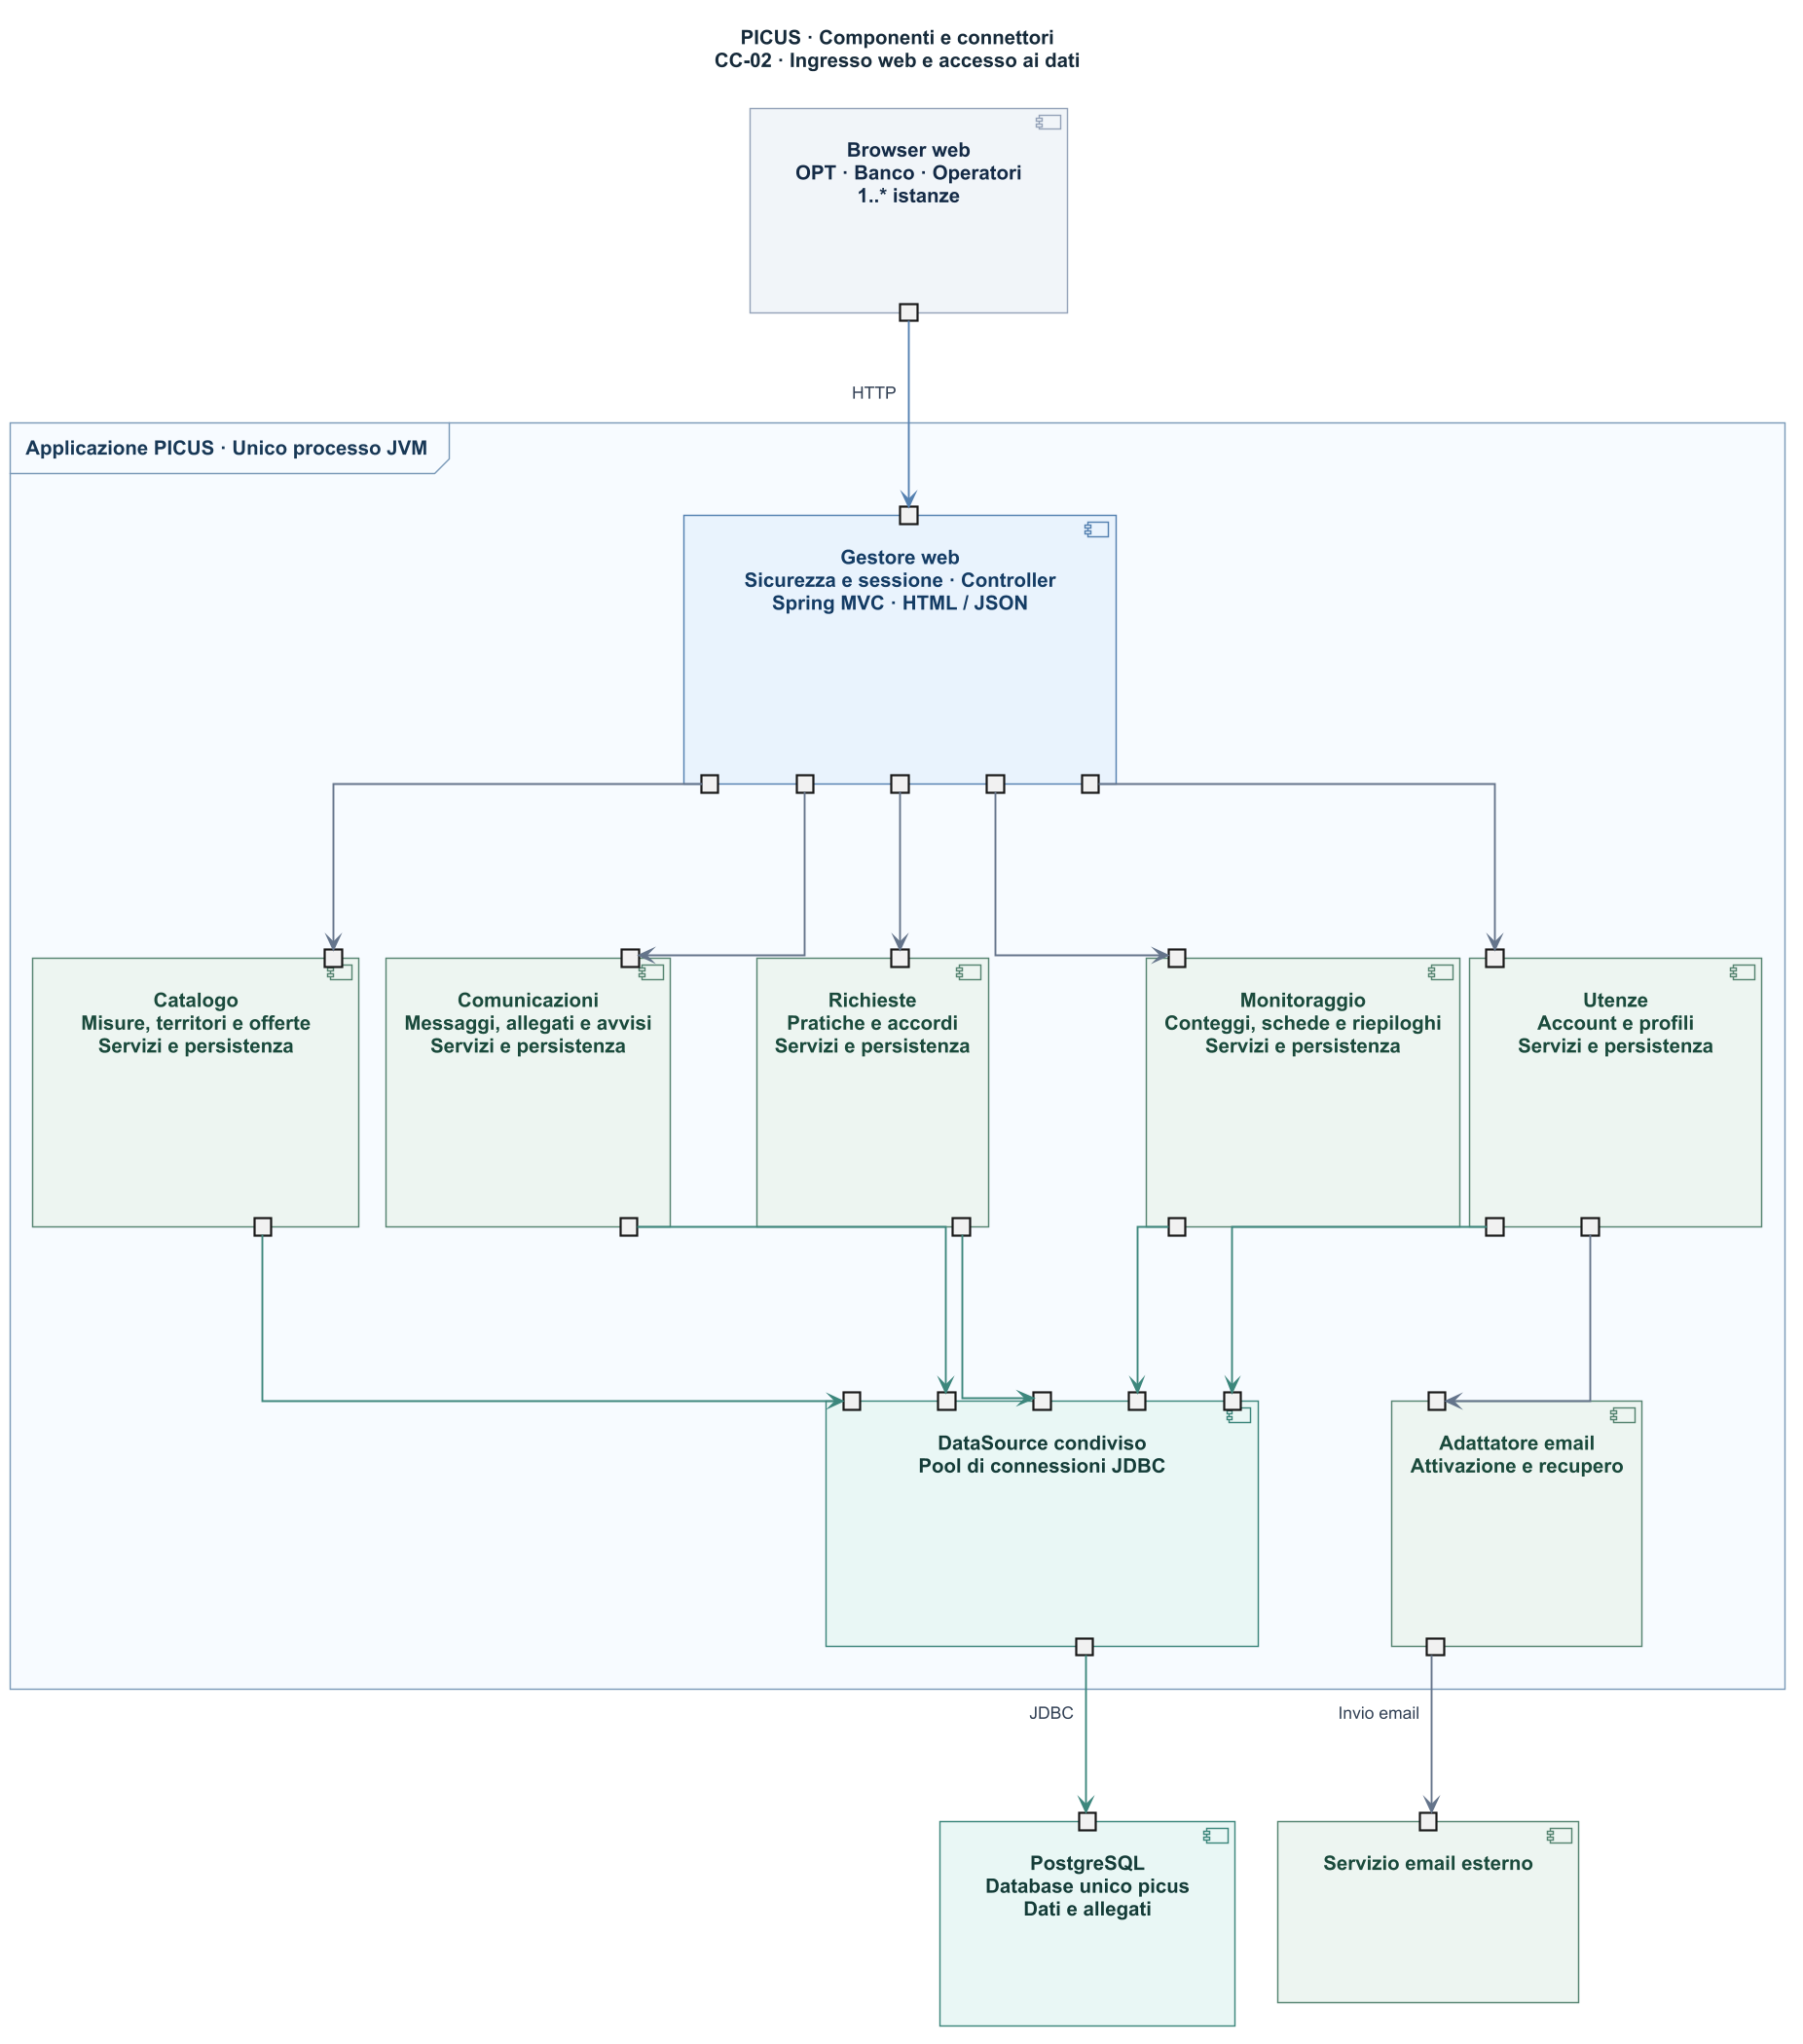 PICUS · Componenti e connettori
CC-02 · Ingresso web e accesso ai dati
Browser web
OPT · Banco · Operatori
1..* istanze
HTTP
Applicazione PICUS · Unico processo JVM
Gestore web
Sicurezza e sessione · Controller
Spring MVC · HTML / JSON
Catalogo
Misure, territori e offerte
Servizi e persistenza
Comunicazioni
Messaggi, allegati e avvisi
Servizi e persistenza
Richieste
Pratiche e accordi
Servizi e persistenza
Monitoraggio
Conteggi, schede e riepiloghi
Servizi e persistenza
Utenze
Account e profili
Servizi e persistenza
DataSource condiviso
Pool di connessioni JDBC
Adattatore email
Attivazione e recupero
JDBC
Invio email
PostgreSQL
Database unico picus
Dati e allegati
Servizio email esterno